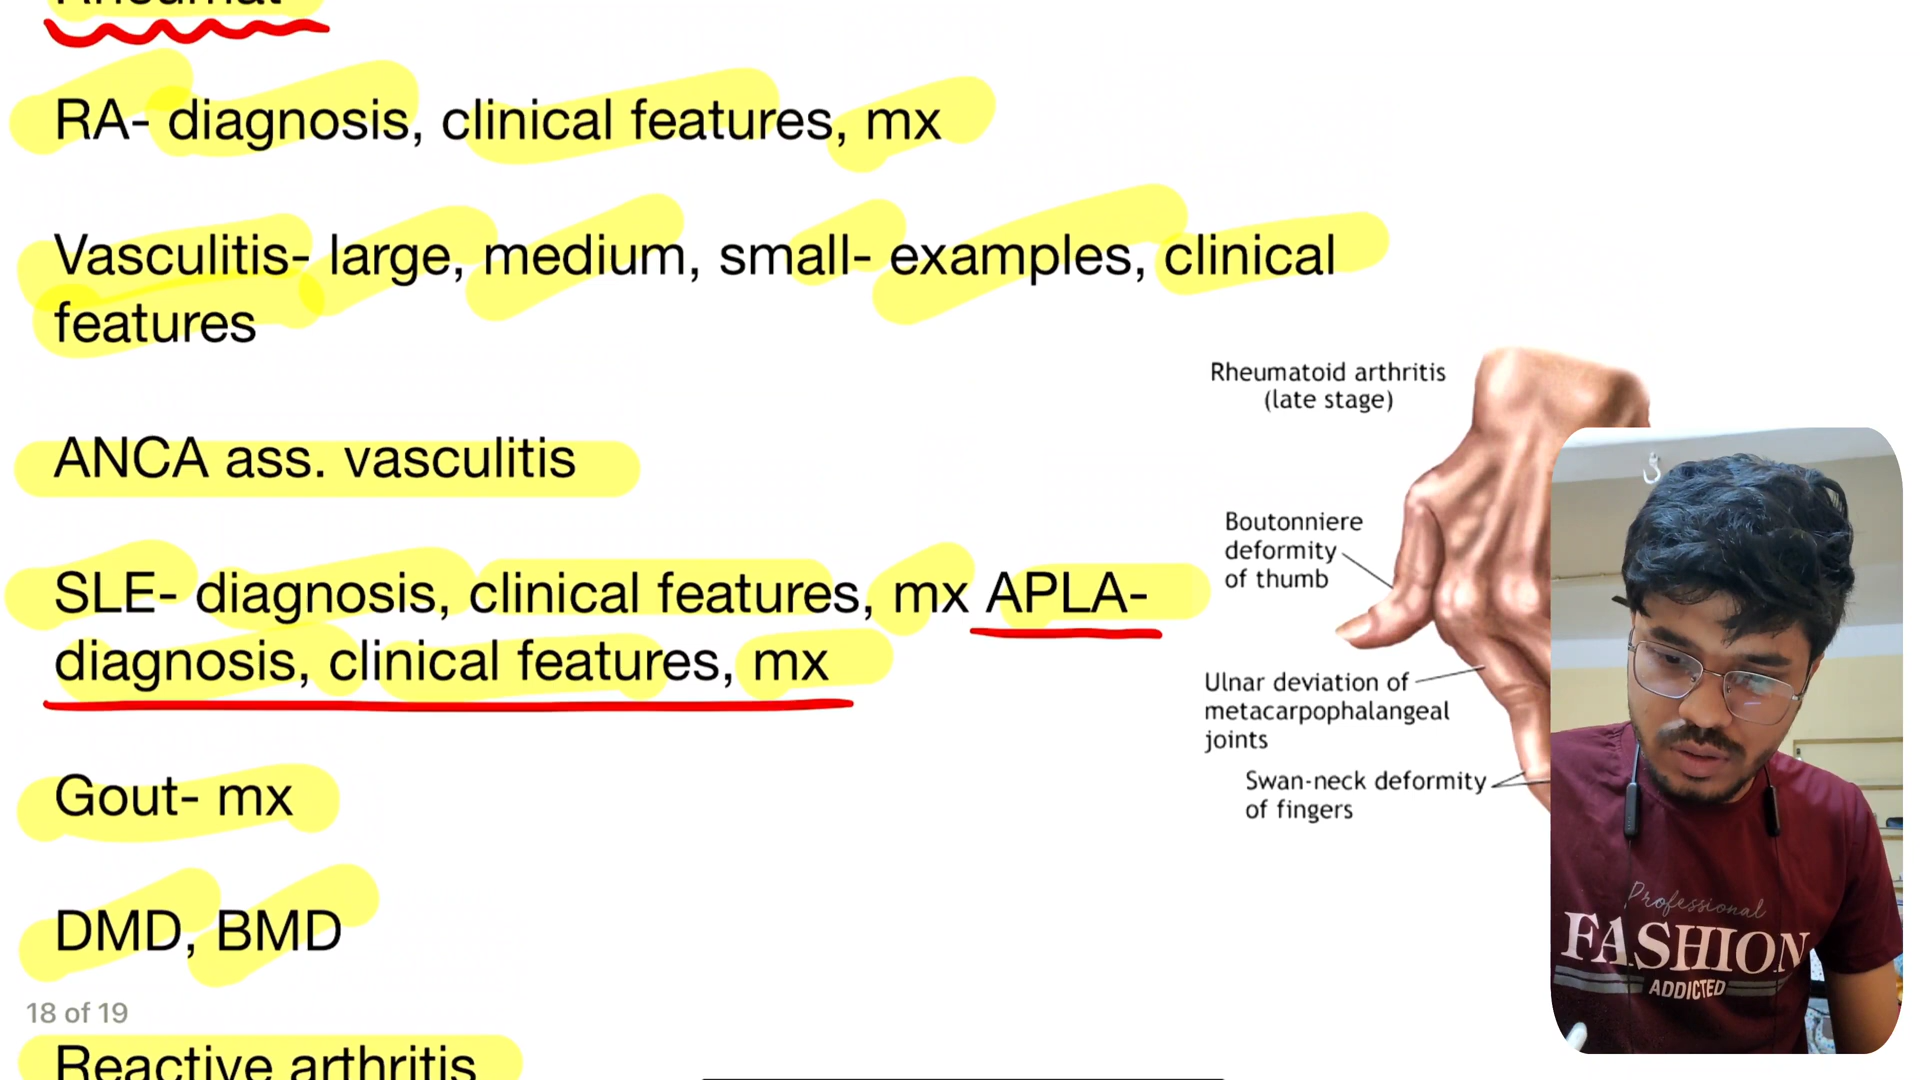 RA- diagnosis, clinical features, mx
Vasculitis- large, medium, small- examples, clinical
features
ANCA ass. vasculitis
SLE- diagnosis, clinical features, mx APLA-
diagnosis, clinical features, mx
Gout- mx
DMD, BMD
18 of 19
Reactive arthritis
Rheumatoid arthritis
(late stage)
Boutonniere
deformity
of thumb
Ulnar deviation of
metacarpophalangeal
joints
Swan-neck deformity
of fingers
Professional
FASHION
ADDICTED